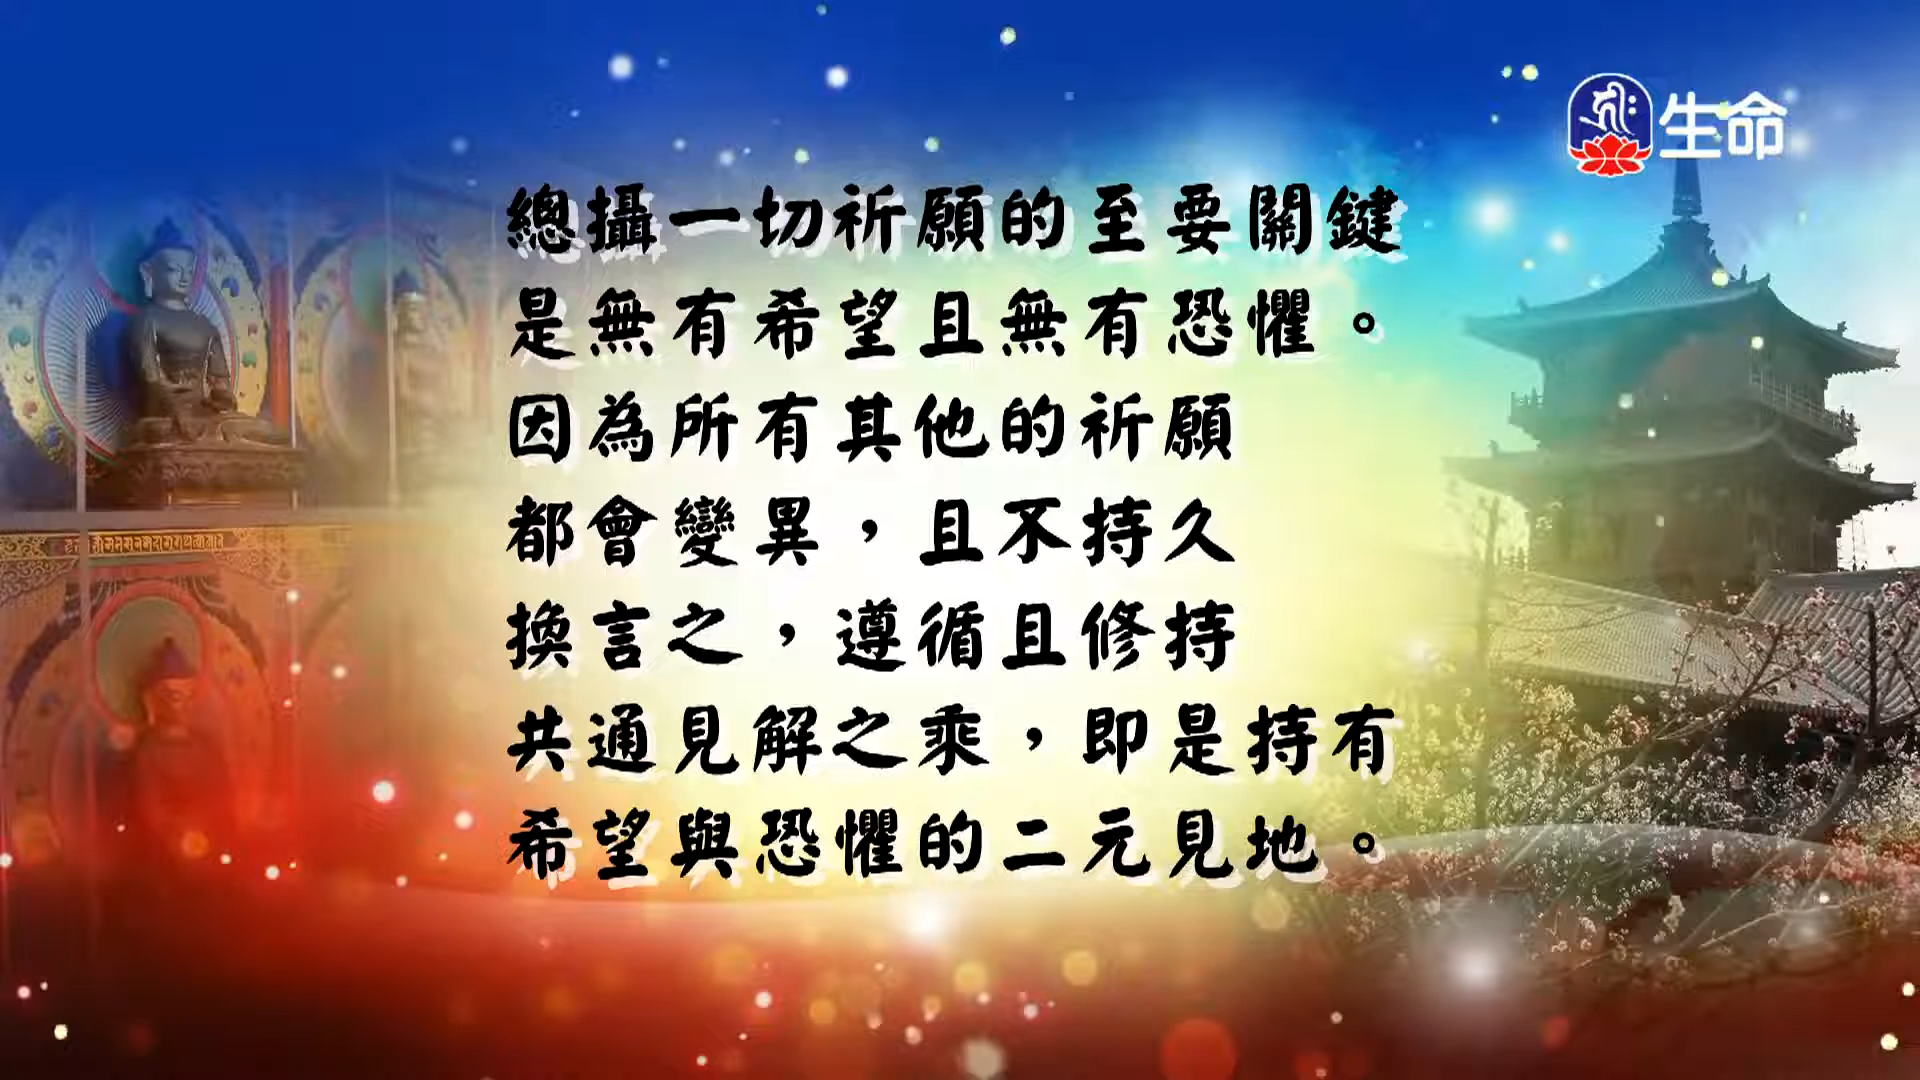 生命
總攝一切祈願的至要關鍵
是無有希望且無有恐懼。
因為所有其他的祈願
都會變異，且不持久
換言之，遵循且修持
共通見解之乘，即是持有
希望與恐懼的二元見地。